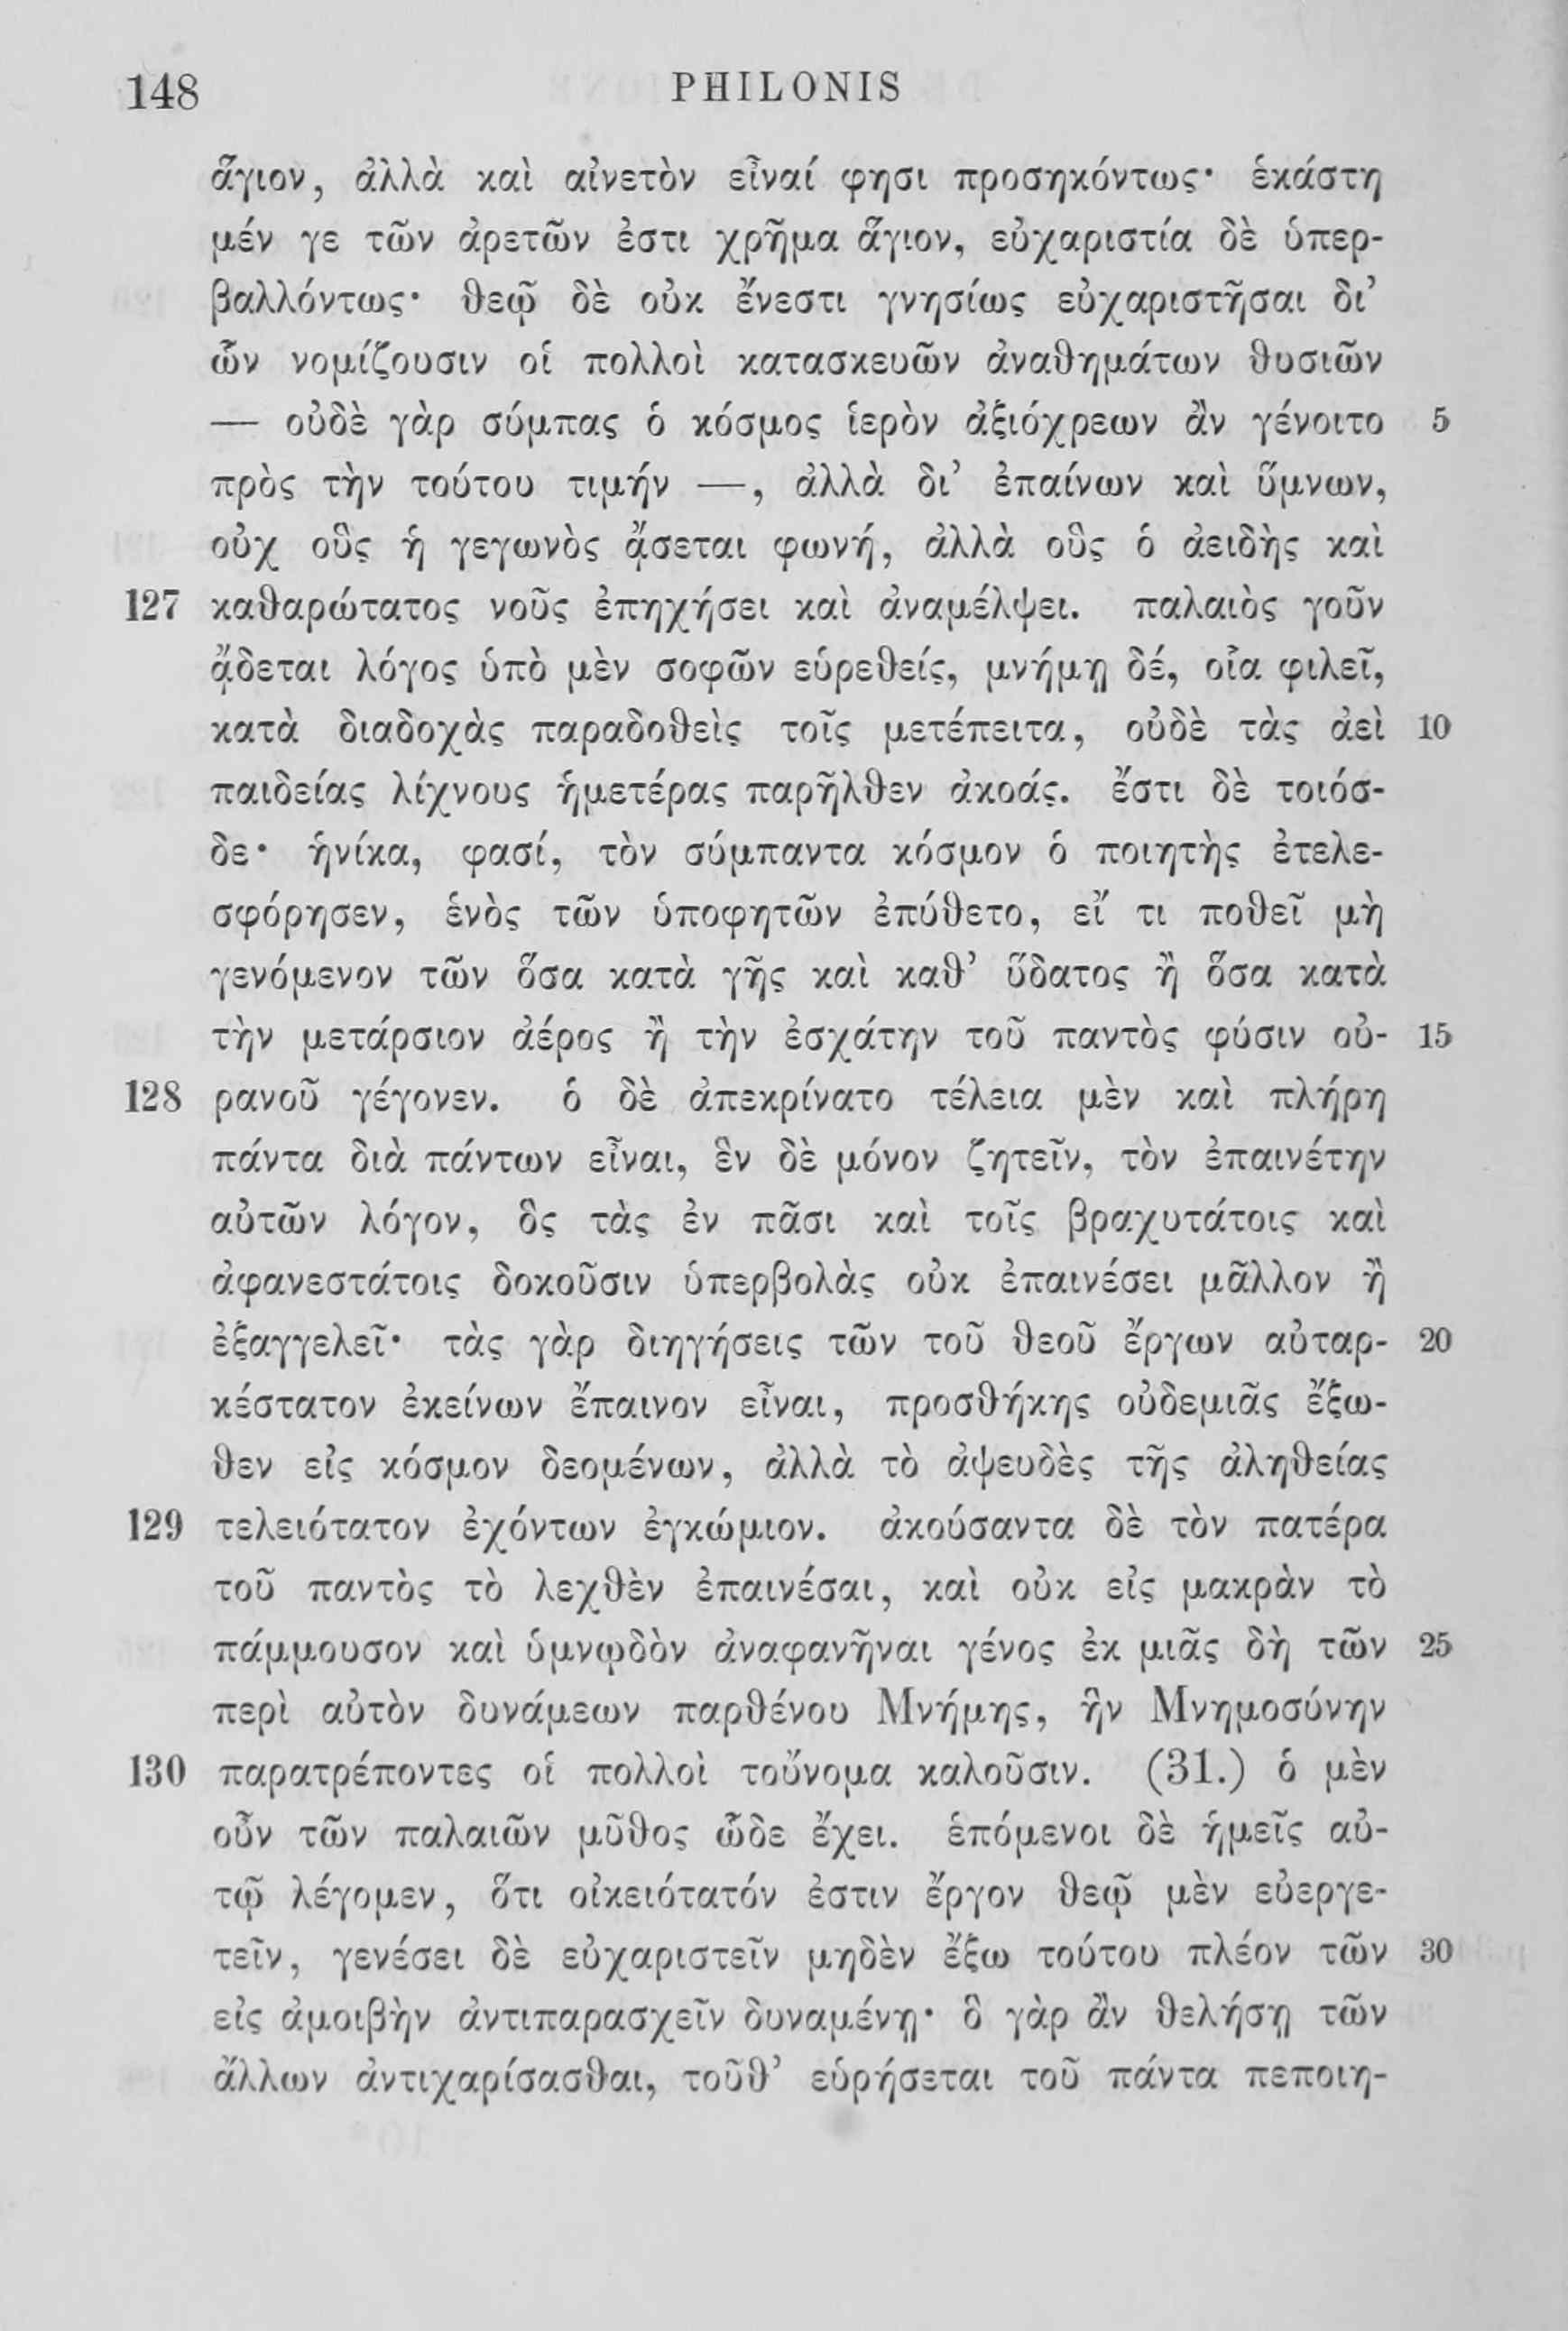 148 PHILONIS
ἅγιον, ἀλλὰ καὶ αἰνετὸν εἶναί φησι προσηκόντως· ἑκάστη
μέν γε τῶν ἀρετῶν ἐστι χρῆμα ἅγιον, εὐχαριστία δὲ ὑπερ-
βαλλόντως· θεῷ δὲ οὐκ ἔνεστι γνησίως εὐχαριστῆσαι δι’
ὧν νομίζουσιν οἱ πολλοὶ κατασκευῶν ἀναθημάτων θυσιῶν
— οὐδὲ γὰρ σύμπας ὁ κόσμος ἱερὸν ἀξιόχρεων ἂν γένοιτο 5
πρὸς τὴν τούτου τιμήν —, ἀλλὰ δι’ ἐπαίνων καὶ ὕμνων,
οὐχ οὓς ἡ γεγωνὸς ᾄσεται φωνή, ἀλλὰ οὓς ὁ ἀειδὴς καὶ
127 καθαρώτατος νοῦς ἐπηχήσει καὶ ἀναμέλψει. παλαιὸς γοῦν
ᾄδεται λόγος ὑπὸ μὲν σοφῶν εὑρεθείς, μνήμῃ δέ, οἷα φιλεῖ,
κατὰ διαδοχὰς παραδοθεὶς τοῖς μετέπειτα, οὐδὲ τὰς ἀεὶ 10
παιδείας λίχνους ἡμετέρας παρῆλθεν ἀκοάς. ἔστι δὲ τοιόσ-
δε· ἡνίκα, φασί, τὸν σύμπαντα κόσμον ὁ ποιητὴς ἐτελε-
σφόρησεν, ἑνὸς τῶν ὑποφητῶν ἐπύθετο, εἴ τι ποθεῖ μὴ
γενόμενον τῶν ὅσα κατὰ γῆς καὶ καθ’ ὕδατος ἢ ὅσα κατὰ
τὴν μετάρσιον ἀέρος ἢ τὴν ἐσχάτην τοῦ παντὸς φύσιν οὐ- 15
128 ρανοῦ γέγονεν. ὁ δὲ ἀπεκρίνατο τέλεια μὲν καὶ πλήρη
πάντα διὰ πάντων εἶναι, ἓν δὲ μόνον ζητεῖν, τὸν ἐπαινέτην
αὐτῶν λόγον, ὃς τὰς ἐν πᾶσι καὶ τοῖς βραχυτάτοις καὶ
ἀφανεστάτοις δοκοῦσιν ὑπερβολὰς οὐκ ἐπαινέσει μᾶλλον ἢ
ἐξαγγελεῖ· τὰς γὰρ διηγήσεις τῶν τοῦ θεοῦ ἔργων αὐταρ- 20
κέστατον ἐκείνων ἔπαινον εἶναι, προσθήκης οὐδεμιᾶς ἔξω-
θεν εἰς κόσμον δεομένων, ἀλλὰ τὸ ἀψευδὲς τῆς ἀληθείας
129 τελειότατον ἐχόντων ἐγκώμιον. ἀκούσαντα δὲ τὸν πατέρα
τοῦ παντὸς τὸ λεχθὲν ἐπαινέσαι, καὶ οὐκ εἰς μακρὰν τὸ
πάμμουσον καὶ ὑμνῳδὸν ἀναφανῆναι γένος ἐκ μιᾶς δὴ τῶν 25
περὶ αὐτὸν δυνάμεων παρθένου Μνήμης, ἣν Μνημοσύνην
130 παρατρέποντες οἱ πολλοὶ τοὔνομα καλοῦσιν. (31.) ὁ μὲν
οὖν τῶν παλαιῶν μῦθος ὧδε ἔχει. ἑπόμενοι δὲ ἡμεῖς αὐ-
τῷ λέγομεν, ὅτι οἰκειότατόν ἐστιν ἔργον θεῷ μὲν εὐεργε-
τεῖν, γενέσει δὲ εὐχαριστεῖν μηδὲν ἔξω τούτου πλέον τῶν 30
εἰς ἀμοιβὴν ἀντιπαρασχεῖν δυναμένῃ· ὃ γὰρ ἂν θελήσῃ τῶν
ἄλλων ἀντιχαρίσασθαι, τοῦθ’ εὑρήσεται τοῦ πάντα πεποιη-